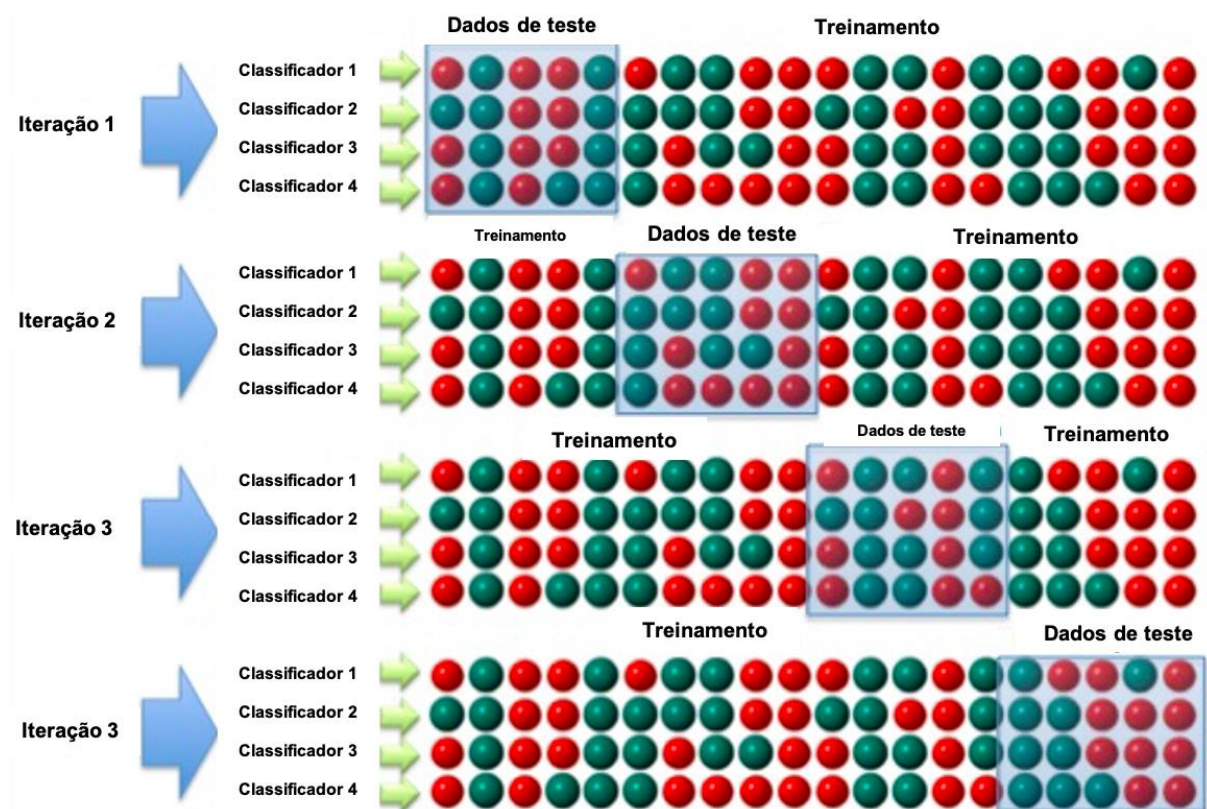 Dados de teste
Treinamento
Iteração 1
Classificador 1
Classificador 2
Classificador 3
Classificador 4
Treinamento
Dados de teste
Treinamento
Iteração 2
Classificador 1
Classificador 2
Classificador 3
Classificador 4
Treinamento
Dados de teste
Treinamento
Iteração 3
Classificador 1
Classificador 2
Classificador 3
Classificador 4
Treinamento
Dados de teste
Iteração 3
Classificador 1
Classificador 2
Classificador 3
Classificador 4